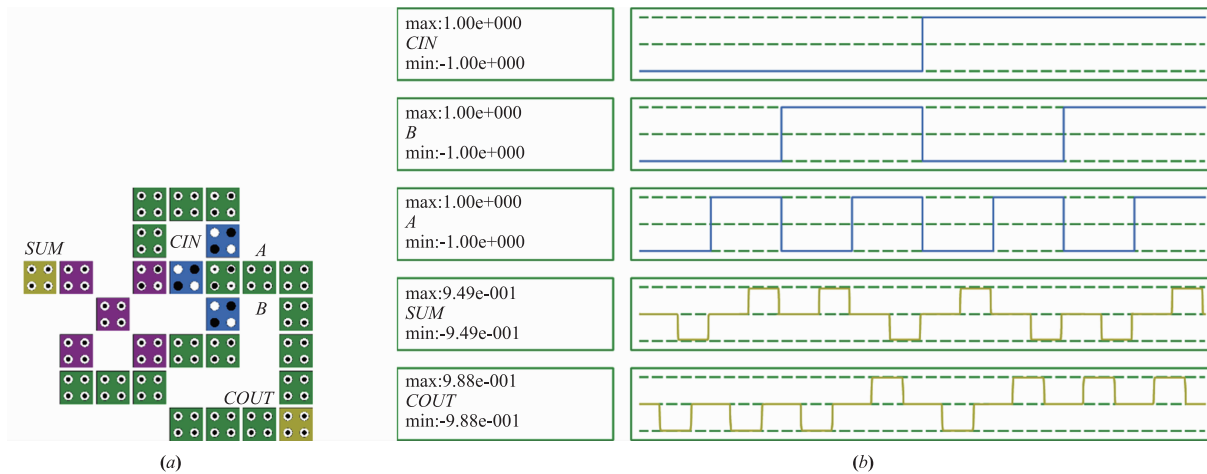 SUM
CIN
A
B
COUT
(a)
max:1.00e+000
CIN
min:-1.00e+000
max:1.00e+000
B
min:-1.00e+000
max:1.00e+000
A
min:-1.00e+000
max:9.49e-001
SUM
min:-9.49e-001
max:9.88e-001
COUT
min:-9.88e-001
(b)